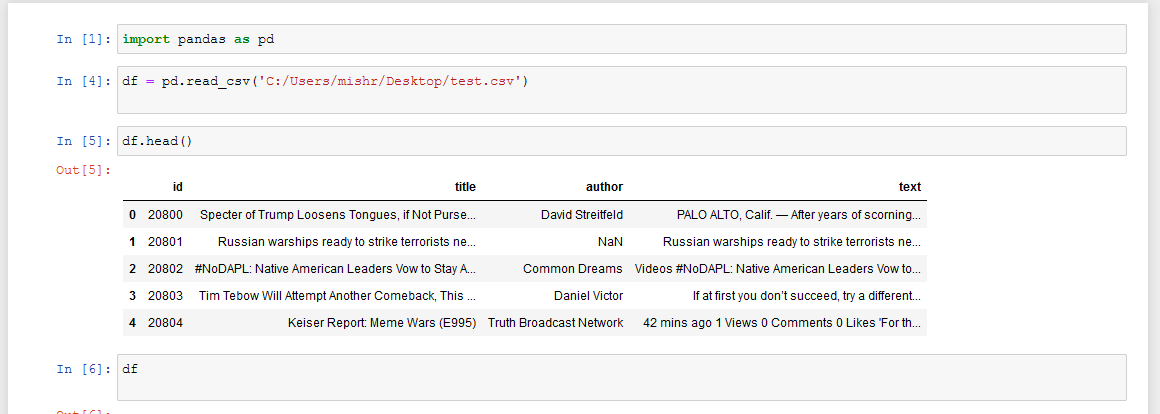 In [1]: import pandas as pd
In [4]: df = pd.read_csv('C:/Users/mishr/Desktop/test.csv')
In [5]: df.head()
Out[5]:
id title author text
0 20800 Specter of Trump Loosens Tongues, if Not Purse... David Streitfeld PALO ALTO, Calif. — After years of scorning...
1 20801 Russian warships ready to strike terrorists ne... NaN Russian warships ready to strike terrorists ne...
2 20802 #NoDAPL: Native American Leaders Vow to Stay A... Common Dreams Videos #NoDAPL: Native American Leaders Vow to...
3 20803 Tim Tebow Will Attempt Another Comeback, This ... Daniel Victor If at first you don’t succeed, try a different...
4 20804 Keiser Report: Meme Wars (E995) Truth Broadcast Network 42 mins ago 1 Views 0 Comments 0 Likes 'For th...
In [6]: df
Out[6]: